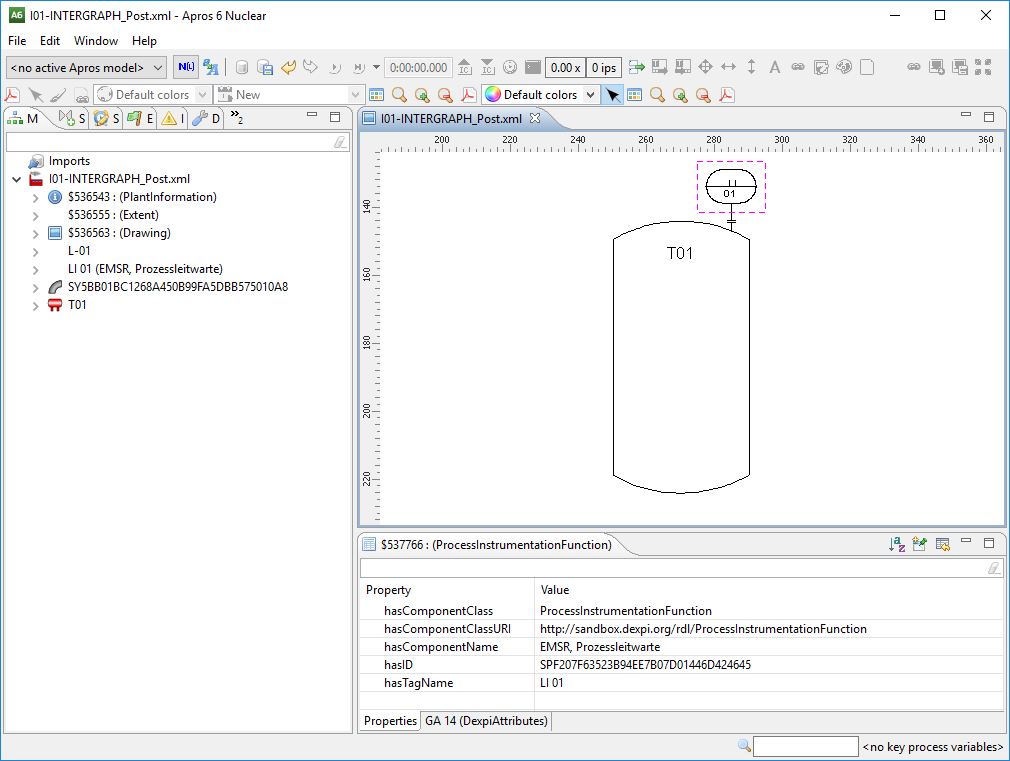 I01-INTERGRAPH_Post.xml - Apros 6 Nuclear
File Edit Window Help
<no active Apros model> N(t) 0:00:00.000 IC IC 0.00 x 0 ips A
Default colors New Default colors
M S S E I D »2
I01-INTERGRAPH_Post.xml
Imports
I01-INTERGRAPH_Post.xml
$536543 : (PlantInformation)
$536555 : (Extent)
$536563 : (Drawing)
L-01
LI 01 (EMSR, Prozessleitwarte)
SY5BB01BC1268A450B99FA5DBB575010A8
T01
200 220 240 260 280 300 320 340 360
140
160
180
200
220
LI
01
T01
$537766 : (ProcessInstrumentationFunction)
Property Value
hasComponentClass ProcessInstrumentationFunction
hasComponentClassURI http://sandbox.dexpi.org/rdl/ProcessInstrumentationFunction
hasComponentName EMSR, Prozessleitwarte
hasID SPF207F63523B94EE7B07D01446D424645
hasTagName LI 01
Properties GA 14 (DexpiAttributes)
<no key process variables>